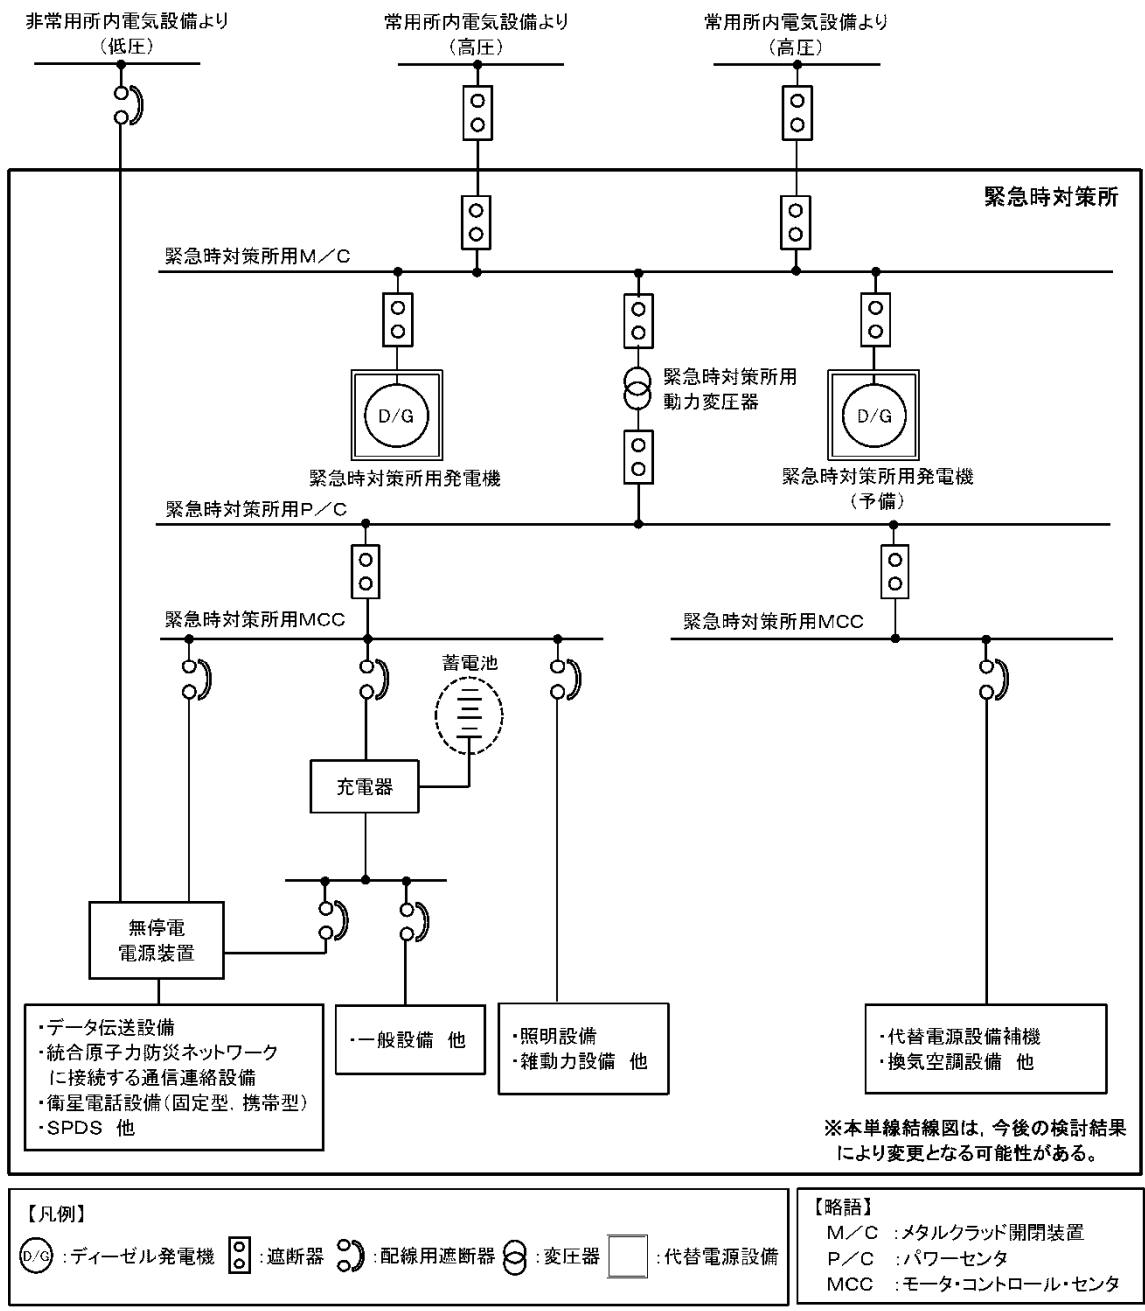 非常用所内電気設備より
（低圧）
常用所内電気設備より
（高圧）
常用所内電気設備より
（高圧）
緊急時対策所
緊急時対策所用M／C
緊急時対策所用
動力変圧器
D/G
D/G
緊急時対策所用発電機
緊急時対策所用発電機
（予備）
緊急時対策所用P／C
緊急時対策所用MCC
緊急時対策所用MCC
蓄電池
充電器
無停電
電源装置
・データ伝送設備
・統合原子力防災ネットワーク
に接続する通信連絡設備
・衛星電話設備（固定型，携帯型）
・SPDS　他
・一般設備　他
・照明設備
・雑動力設備　他
・代替電源設備補機
・換気空調設備　他
※本単線結線図は，今後の検討結果
により変更となる可能性がある。
【凡例】
D/G ：ディーゼル発電機 ：遮断器 ：配線用遮断器 ：変圧器 ：代替電源設備
【略語】
M／C ：メタルクラッド開閉装置
P／C ：パワーセンタ
MCC ：モータ・コントロール・センタ